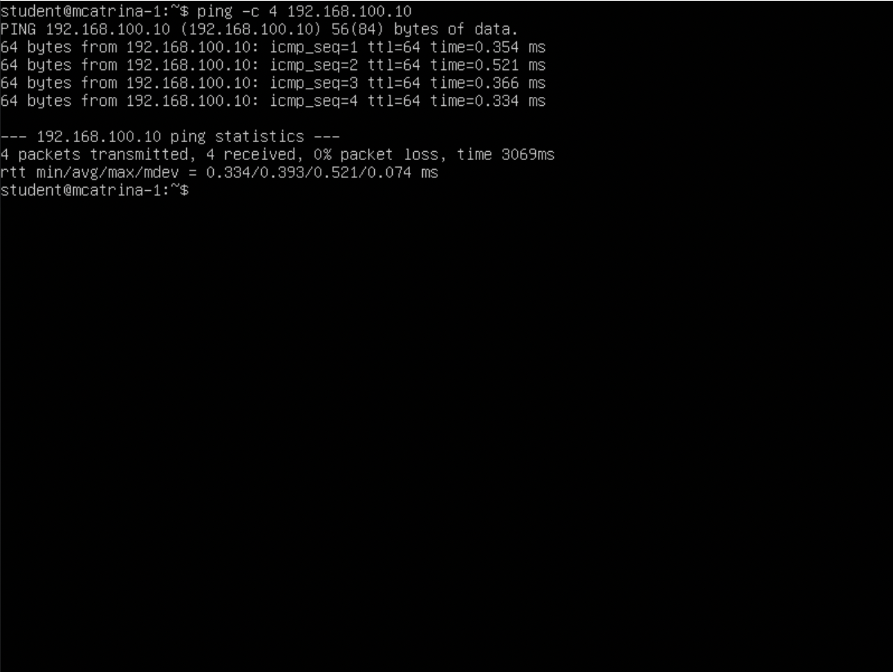 student@mcatrina-1:~$ ping -c 4 192.168.100.10
PING 192.168.100.10 (192.168.100.10) 56(84) bytes of data.
64 bytes from 192.168.100.10: icmp_seq=1 ttl=64 time=0.354 ms
64 bytes from 192.168.100.10: icmp_seq=2 ttl=64 time=0.521 ms
64 bytes from 192.168.100.10: icmp_seq=3 ttl=64 time=0.366 ms
64 bytes from 192.168.100.10: icmp_seq=4 ttl=64 time=0.334 ms
--- 192.168.100.10 ping statistics ---
4 packets transmitted, 4 received, 0% packet loss, time 3069ms
rtt min/avg/max/mdev = 0.334/0.393/0.521/0.074 ms
student@mcatrina-1:~$